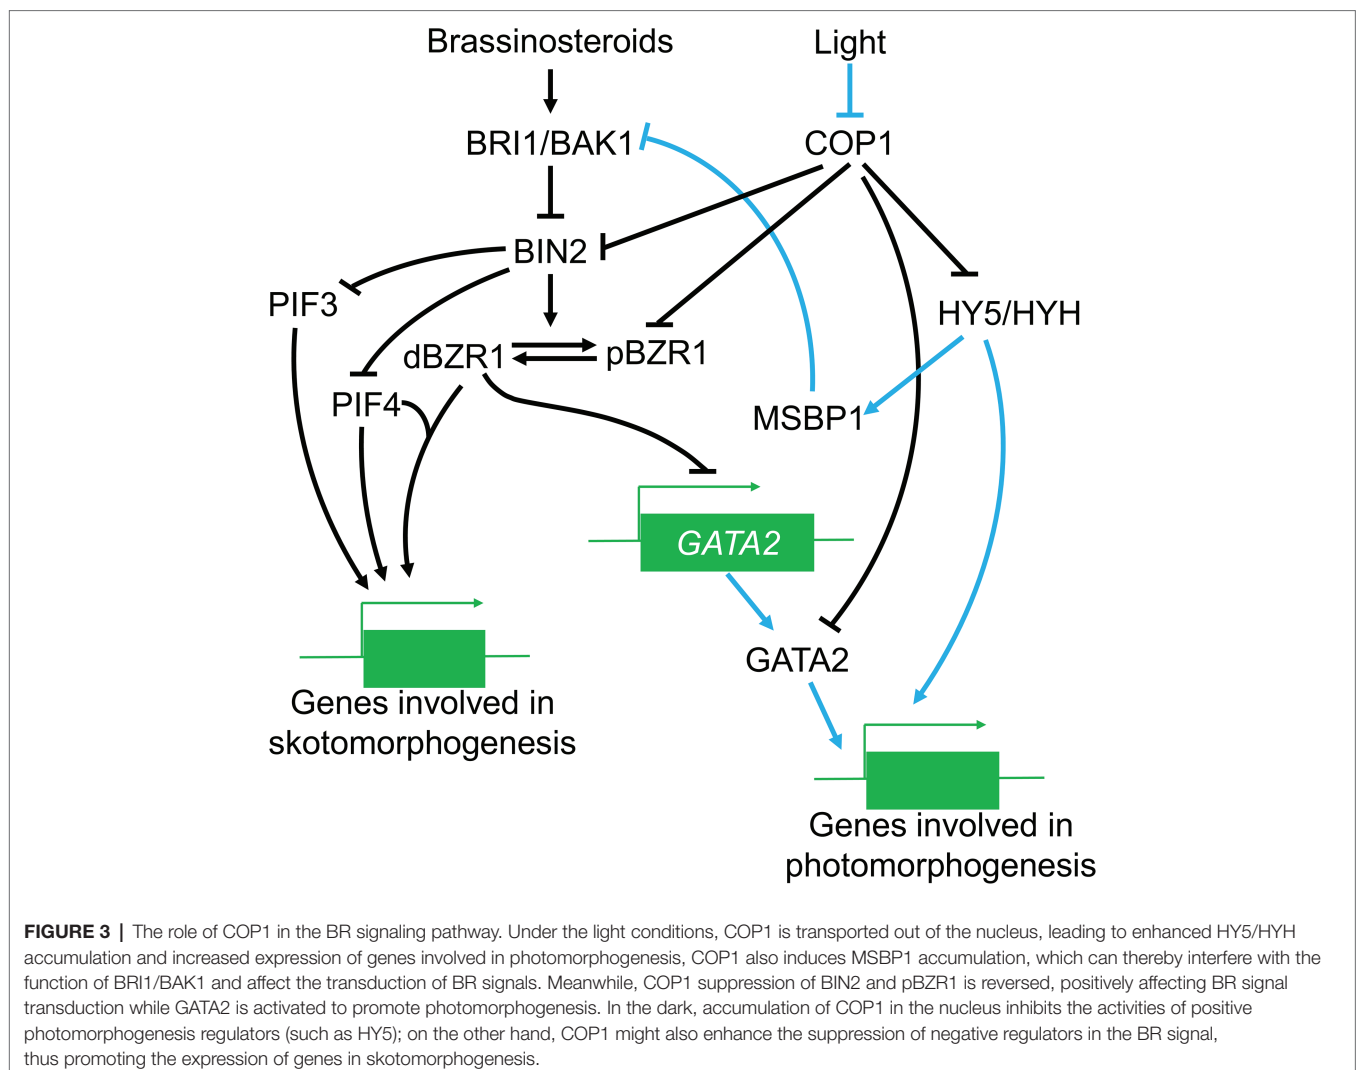 Brassinosteroids
Light
BRI1/BAK1
COP1
BIN2
PIF3
HY5/HYH
dBZR1
pBZR1
PIF4
MSBP1
GATA2
GATA2
Genes involved in
skotomorphogenesis
Genes involved in
photomorphogenesis
FIGURE 3 | The role of COP1 in the BR signaling pathway. Under the light conditions, COP1 is transported out of the nucleus, leading to enhanced HY5/HYH
accumulation and increased expression of genes involved in photomorphogenesis, COP1 also induces MSBP1 accumulation, which can thereby interfere with the
function of BRI1/BAK1 and affect the transduction of BR signals. Meanwhile, COP1 suppression of BIN2 and pBZR1 is reversed, positively affecting BR signal
transduction while GATA2 is activated to promote photomorphogenesis. In the dark, accumulation of COP1 in the nucleus inhibits the activities of positive
photomorphogenesis regulators (such as HY5); on the other hand, COP1 might also enhance the suppression of negative regulators in the BR signal,
thus promoting the expression of genes in skotomorphogenesis.